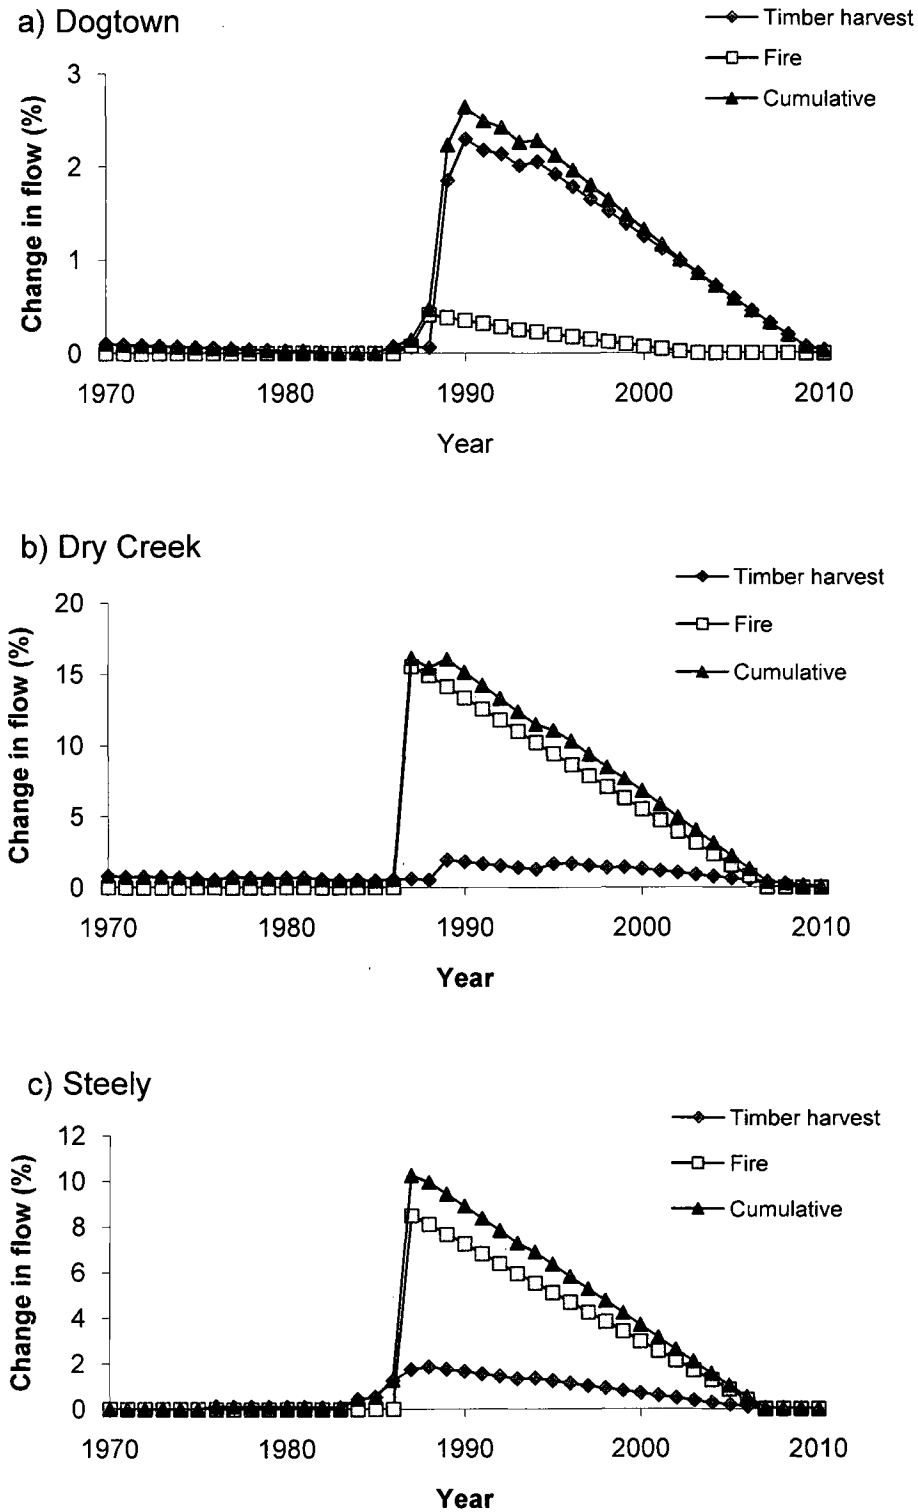 a) Dogtown
Timber harvest
Fire
Cumulative
Change in flow (%)
3
2
1
0
1970 1980 1990 2000 2010
Year
b) Dry Creek
Timber harvest
Fire
Cumulative
Change in flow (%)
20
15
10
5
0
1970 1980 1990 2000 2010
Year
c) Steely
Timber harvest
Fire
Cumulative
Change in flow (%)
12
10
8
6
4
2
0
1970 1980 1990 2000 2010
Year